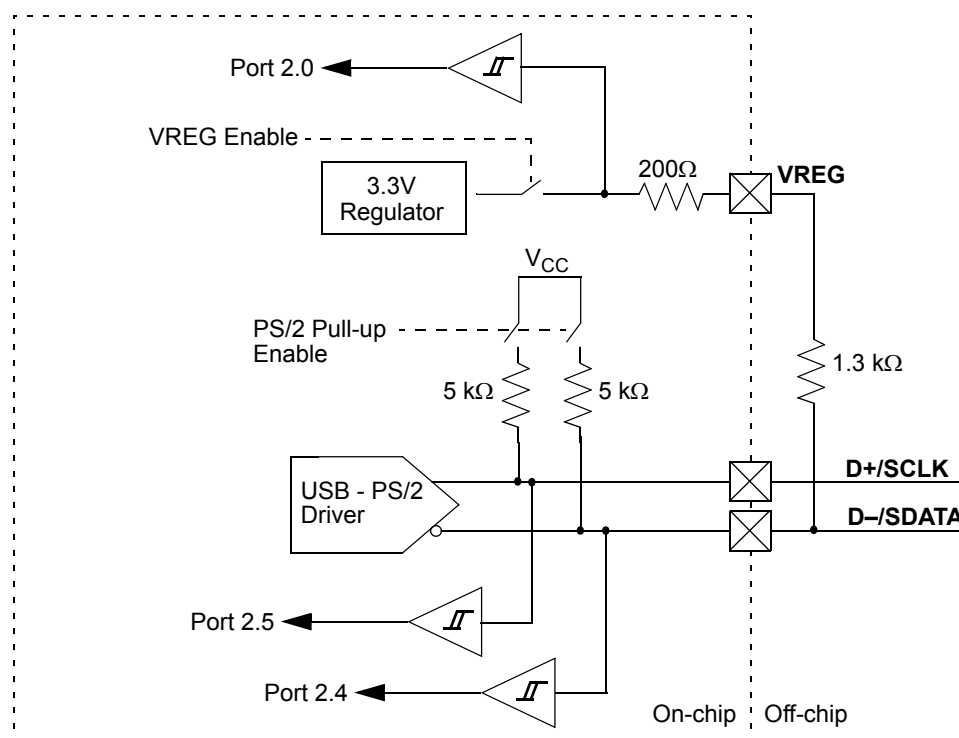 Port 2.0
VREG Enable
3.3V
Regulator
200Ω
VREG
VCC
PS/2 Pull-up
Enable
5 kΩ
5 kΩ
1.3 kΩ
USB - PS/2
Driver
D+/SCLK
D–/SDATA
Port 2.5
Port 2.4
On-chip
Off-chip